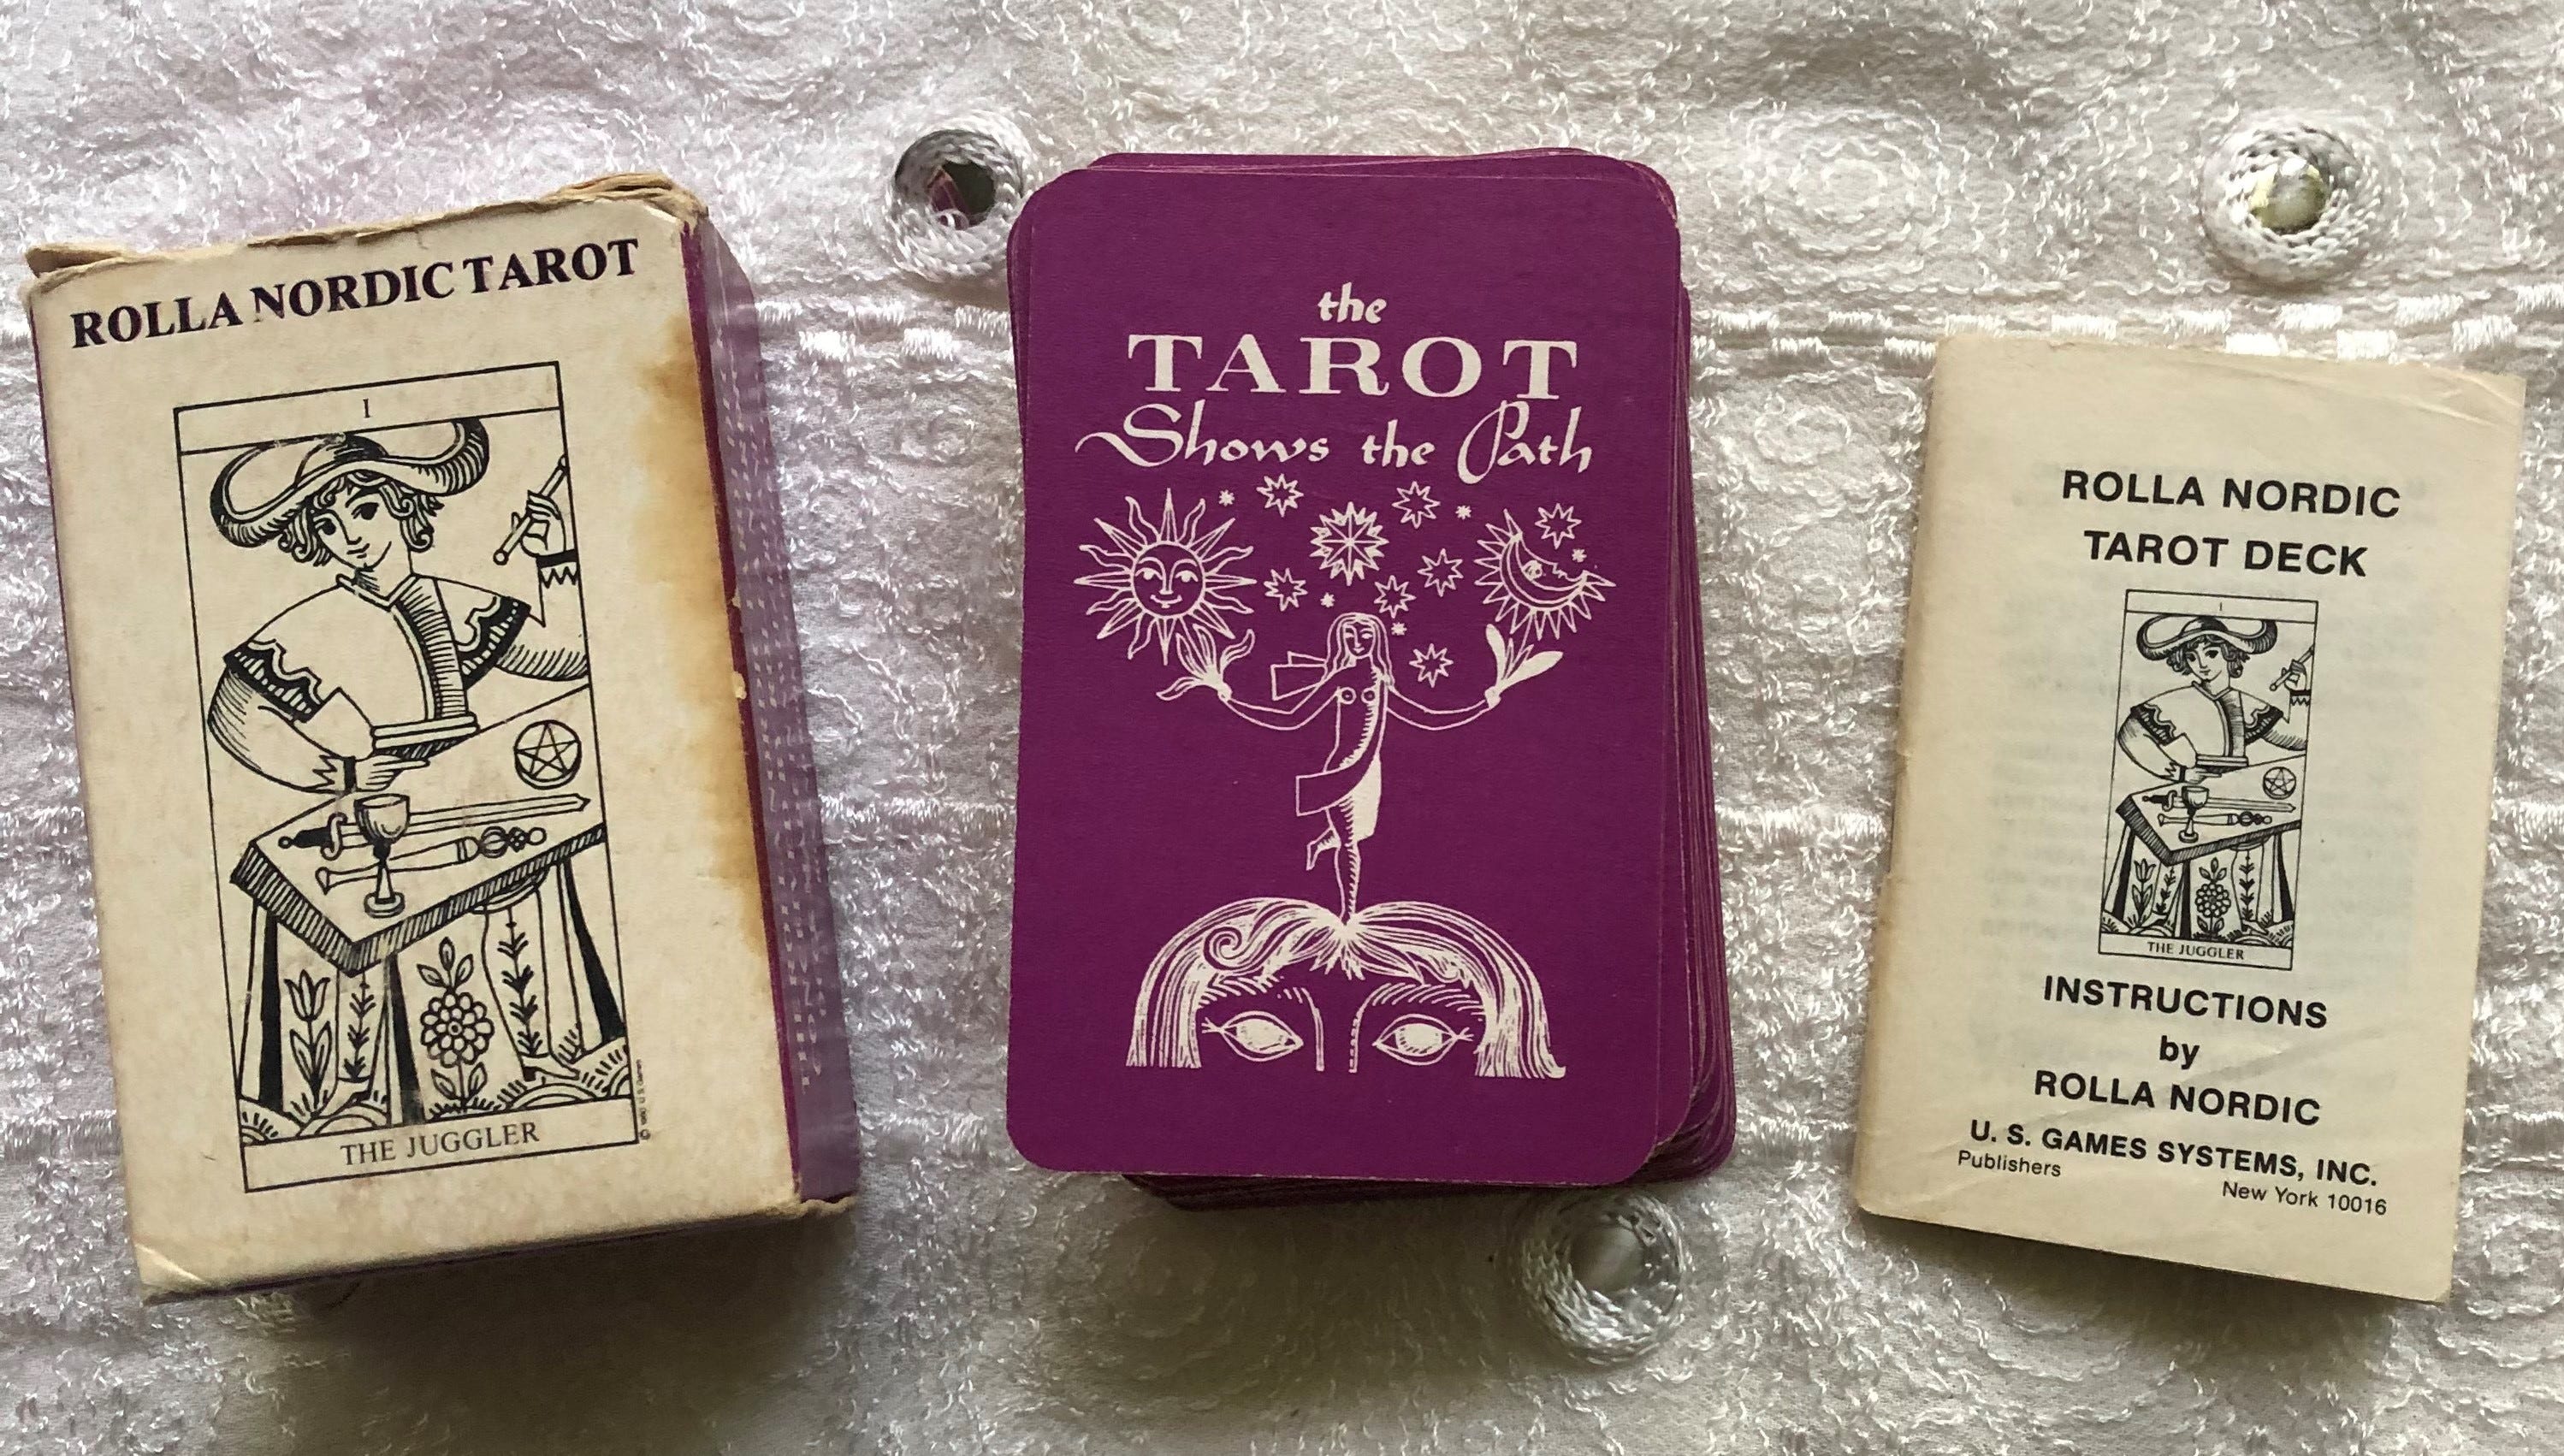 ROLLA NORDIC TAROT
I
THE JUGGLER
the
TAROT
Shows the Path
ROLLA NORDIC
TAROT DECK
I
THE JUGGLER
INSTRUCTIONS
by
ROLLA NORDIC
U. S. GAMES SYSTEMS, INC.
Publishers
New York 10016